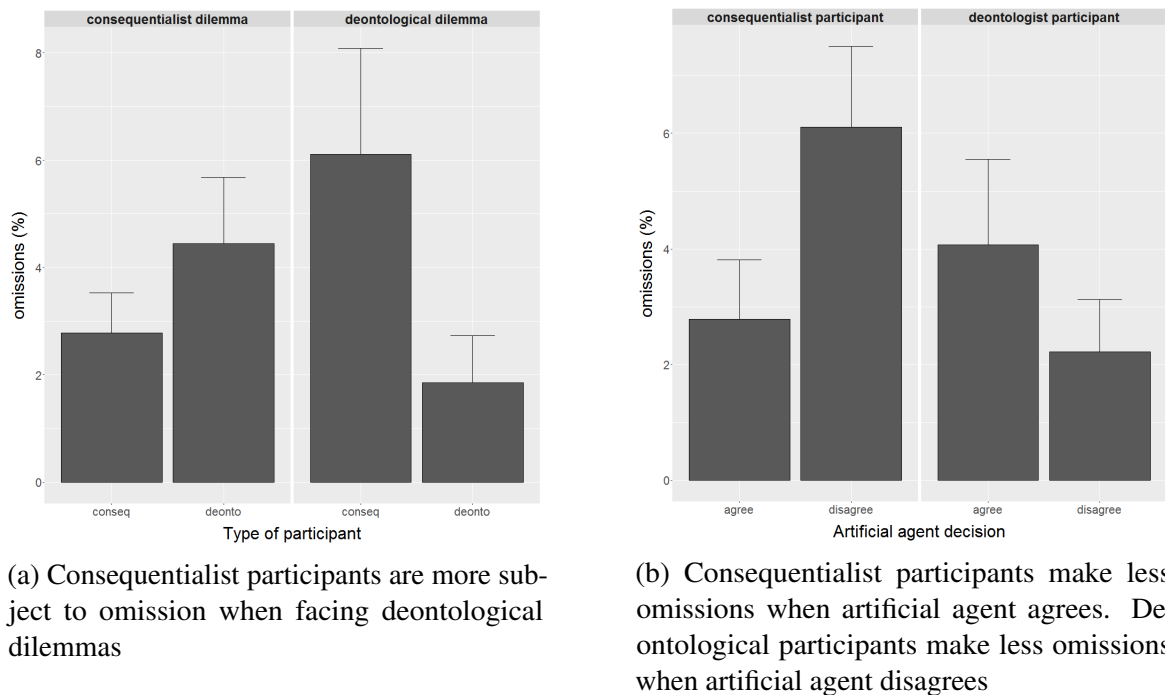 consequentialist dilemma
deontological dilemma
8
6
4
2
0
omissions (%)
conseq
deonto
conseq
deonto
Type of participant
(a) Consequentialist participants are more sub-
ject to omission when facing deontological
dilemmas
consequentialist participant
deontologist participant
6
4
2
0
omissions (%)
agree
disagree
agree
disagree
Artificial agent decision
(b) Consequentialist participants make less
omissions when artificial agent agrees. De
ontological participants make less omissions
when artificial agent disagrees